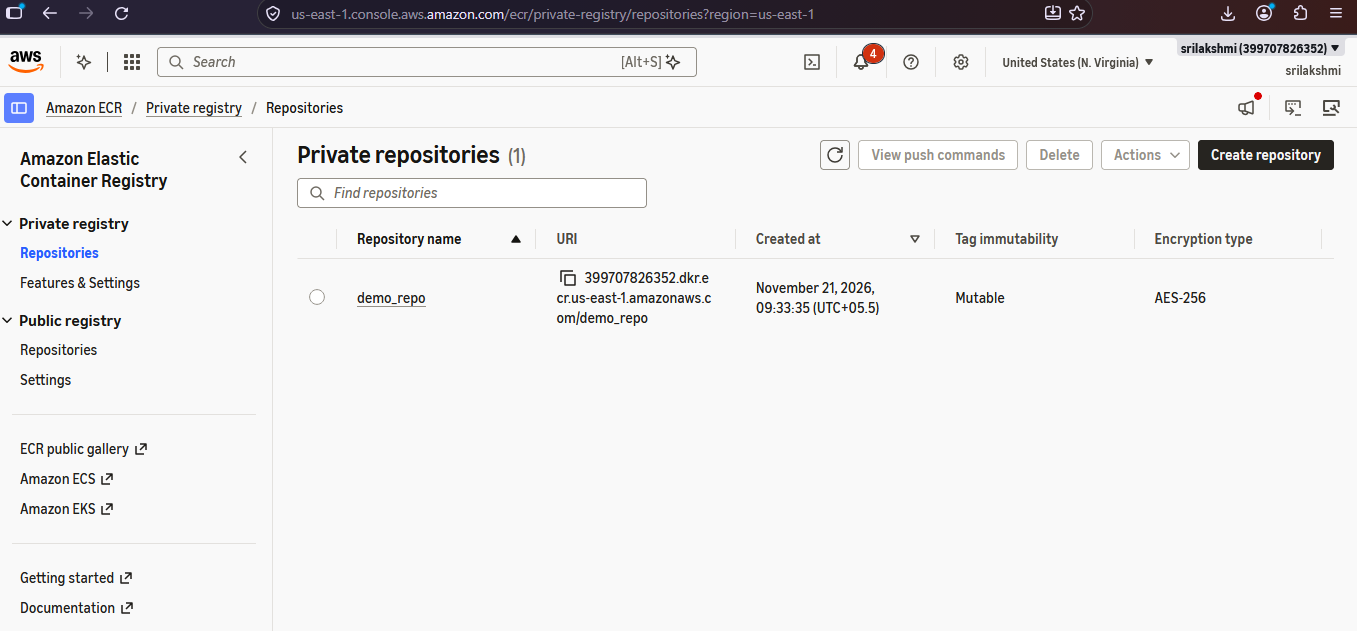 us-east-1.console.aws.amazon.com/ecr/private-registry/repositories?region=us-east-1
aws
Search
[Alt+S]
4
United States (N. Virginia)
srilakshmi (399707826352)
srilakshmi
Amazon ECR / Private registry / Repositories
Amazon Elastic
Container Registry
Private registry
Repositories
Features & Settings
Public registry
Repositories
Settings
ECR public gallery
Amazon ECS
Amazon EKS
Getting started
Documentation
Private repositories (1)
View push commands
Delete
Actions
Create repository
Find repositories
Repository name
URI
Created at
Tag immutability
Encryption type
demo_repo
399707826352.dkr.e
cr.us-east-1.amazonaws.c
om/demo_repo
November 21, 2026,
09:33:35 (UTC+05.5)
Mutable
AES-256